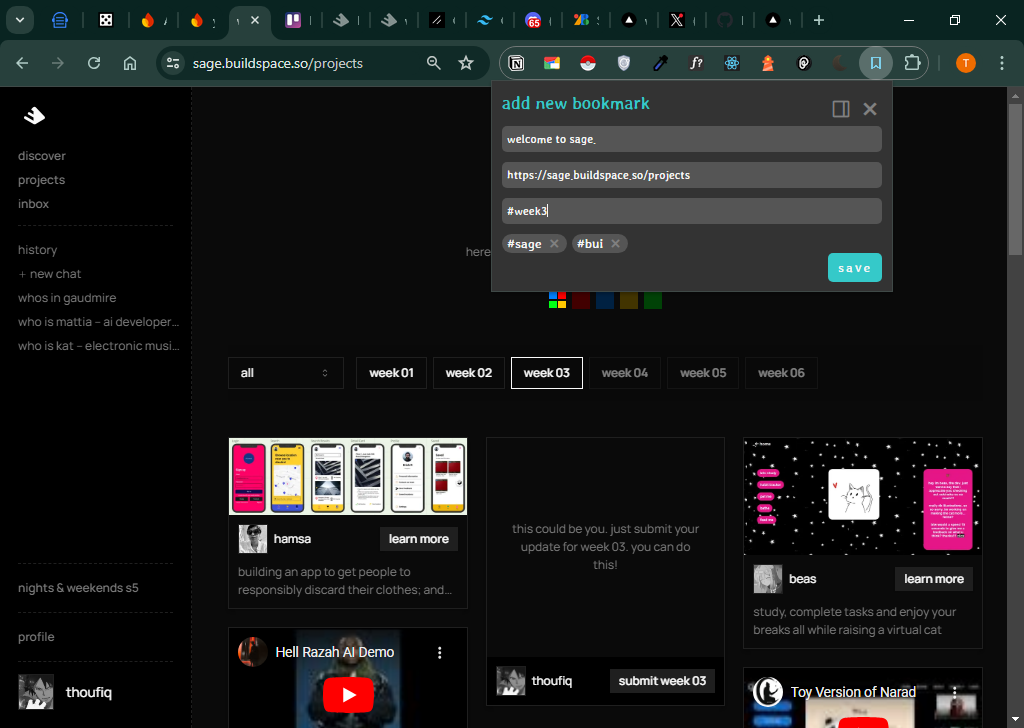 65
sage.buildspace.so/projects
f?
T
add new bookmark
welcome to sage.
https://sage.buildspace.so/projects
#week3
#sage
#bui
save
discover
projects
inbox
history
+ new chat
whos in gaudmire
who is mattia – ai developer...
who is kat – electronic musi...
nights & weekends s5
profile
thoufiq
here
all
week 01
week 02
week 03
week 04
week 05
week 06
hamsa
learn more
building an app to get people to
responsibly discard their clothes; and...
Hell Razah AI Demo
this could be you. just submit your
update for week 03. you can do
this!
thoufiq
submit week 03
home
beas
learn more
study, complete tasks and enjoy your
breaks all while raising a virtual cat
Toy Version of Narad